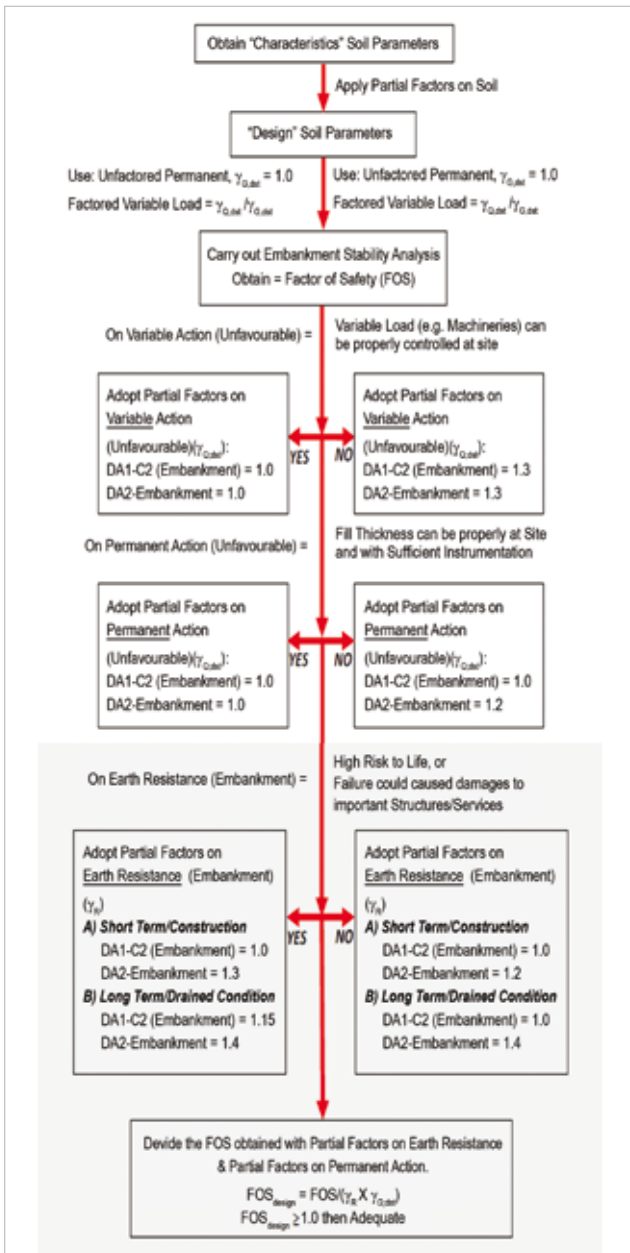 Obtain “Characteristics” Soil Parameters
Apply Partial Factors on Soil
“Design” Soil Parameters
Use: Unfactored Permanent, γG,dst = 1.0
Factored Variable Load = γQ,dst /γG,dst
Use: Unfactored Permanent, γG,dst = 1.0
Factored Variable Load = γQ,dst /γG,dst
Carry out Embankment Stability Analysis
Obtain = Factor of Safety (FOS)
On Variable Action (Unfavourable) =
Variable Load (e.g. Machineries) can
be properly controlled at site
Adopt Partial Factors on
Variable Action
(Unfavourable)(γQ,dst):
DA1-C2 (Embankment) = 1.0
DA2-Embankment = 1.0
YES
NO
Adopt Partial Factors on
Variable Action
(Unfavourable)(γQ,dst):
DA1-C2 (Embankment) = 1.3
DA2-Embankment = 1.3
On Permanent Action (Unfavourable) =
Fill Thickness can be properly at Site
and with Sufficient Instrumentation
Adopt Partial Factors on
Permanent Action
(Unfavourable)(γG,dst):
DA1-C2 (Embankment) = 1.0
DA2-Embankment = 1.0
YES
NO
Adopt Partial Factors on
Permanent Action
(Unfavourable)(γG,dst):
DA1-C2 (Embankment) = 1.0
DA2-Embankment = 1.2
On Earth Resistance (Embankment) =
High Risk to Life, or
Failure could caused damages to
important Structures/Services
Adopt Partial Factors on
Earth Resistance (Embankment)
(γR)
A) Short Term/Construction
DA1-C2 (Embankment) = 1.0
DA2-Embankment = 1.3
B) Long Term/Drained Condition
DA1-C2 (Embankment) = 1.15
DA2-Embankment = 1.4
YES
NO
Adopt Partial Factors on
Earth Resistance (Embankment)
(γR)
A) Short Term/Construction
DA1-C2 (Embankment) = 1.0
DA2-Embankment = 1.2
B) Long Term/Drained Condition
DA1-C2 (Embankment) = 1.0
DA2-Embankment = 1.4
Devide the FOS obtained with Partial Factors on Earth Resistance
& Partial Factors on Permanent Action.
FOSdesign = FOS/(γR X γG,dst)
FOSdesign ≥ 1.0 then Adequate